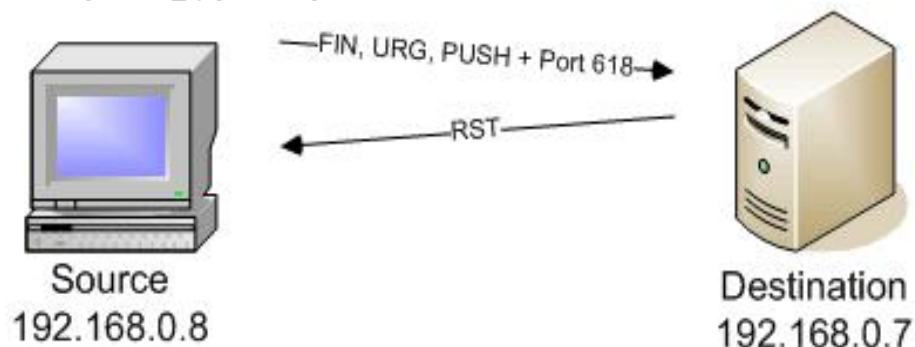 FIN, URG, PUSH + Port 618
RST
Source
192.168.0.8
Destination
192.168.0.7